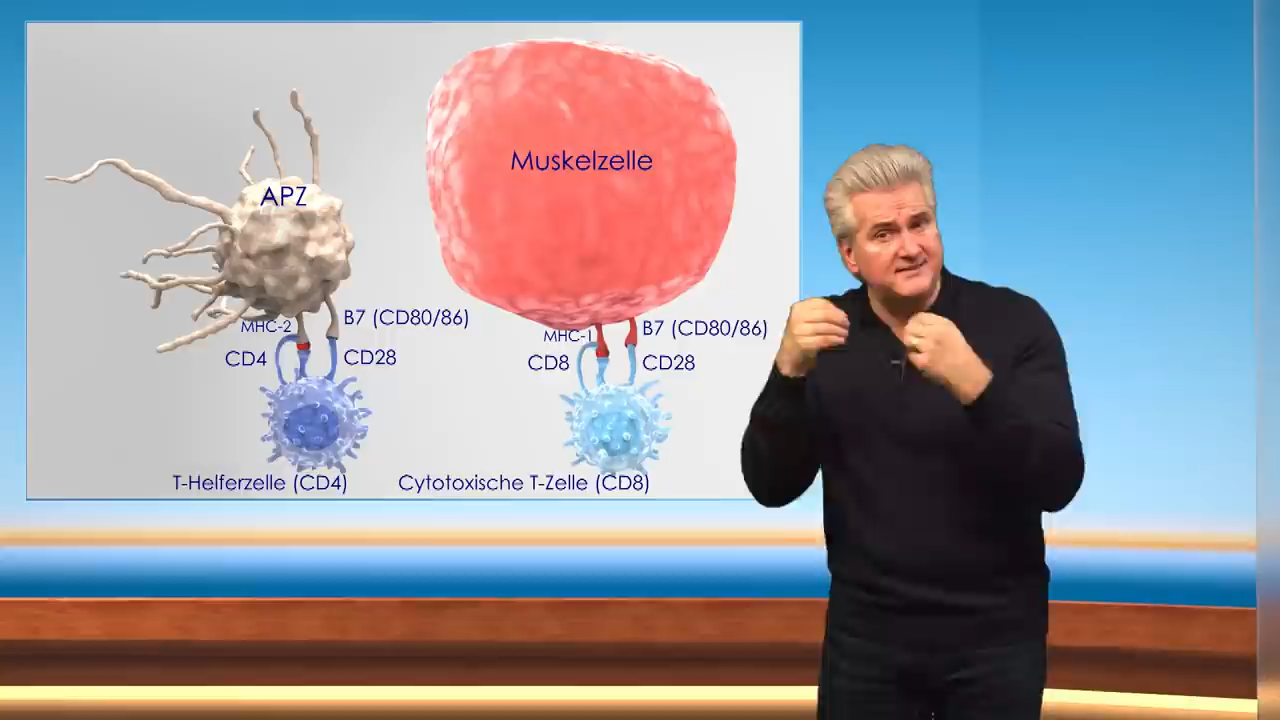 Muskelzelle
APZ
MHC-2
B7 (CD80/86)
CD4
CD28
MHC-1
B7 (CD80/86)
CD8
CD28
T-Helferzelle (CD4)
Cytotoxische T-Zelle (CD8)